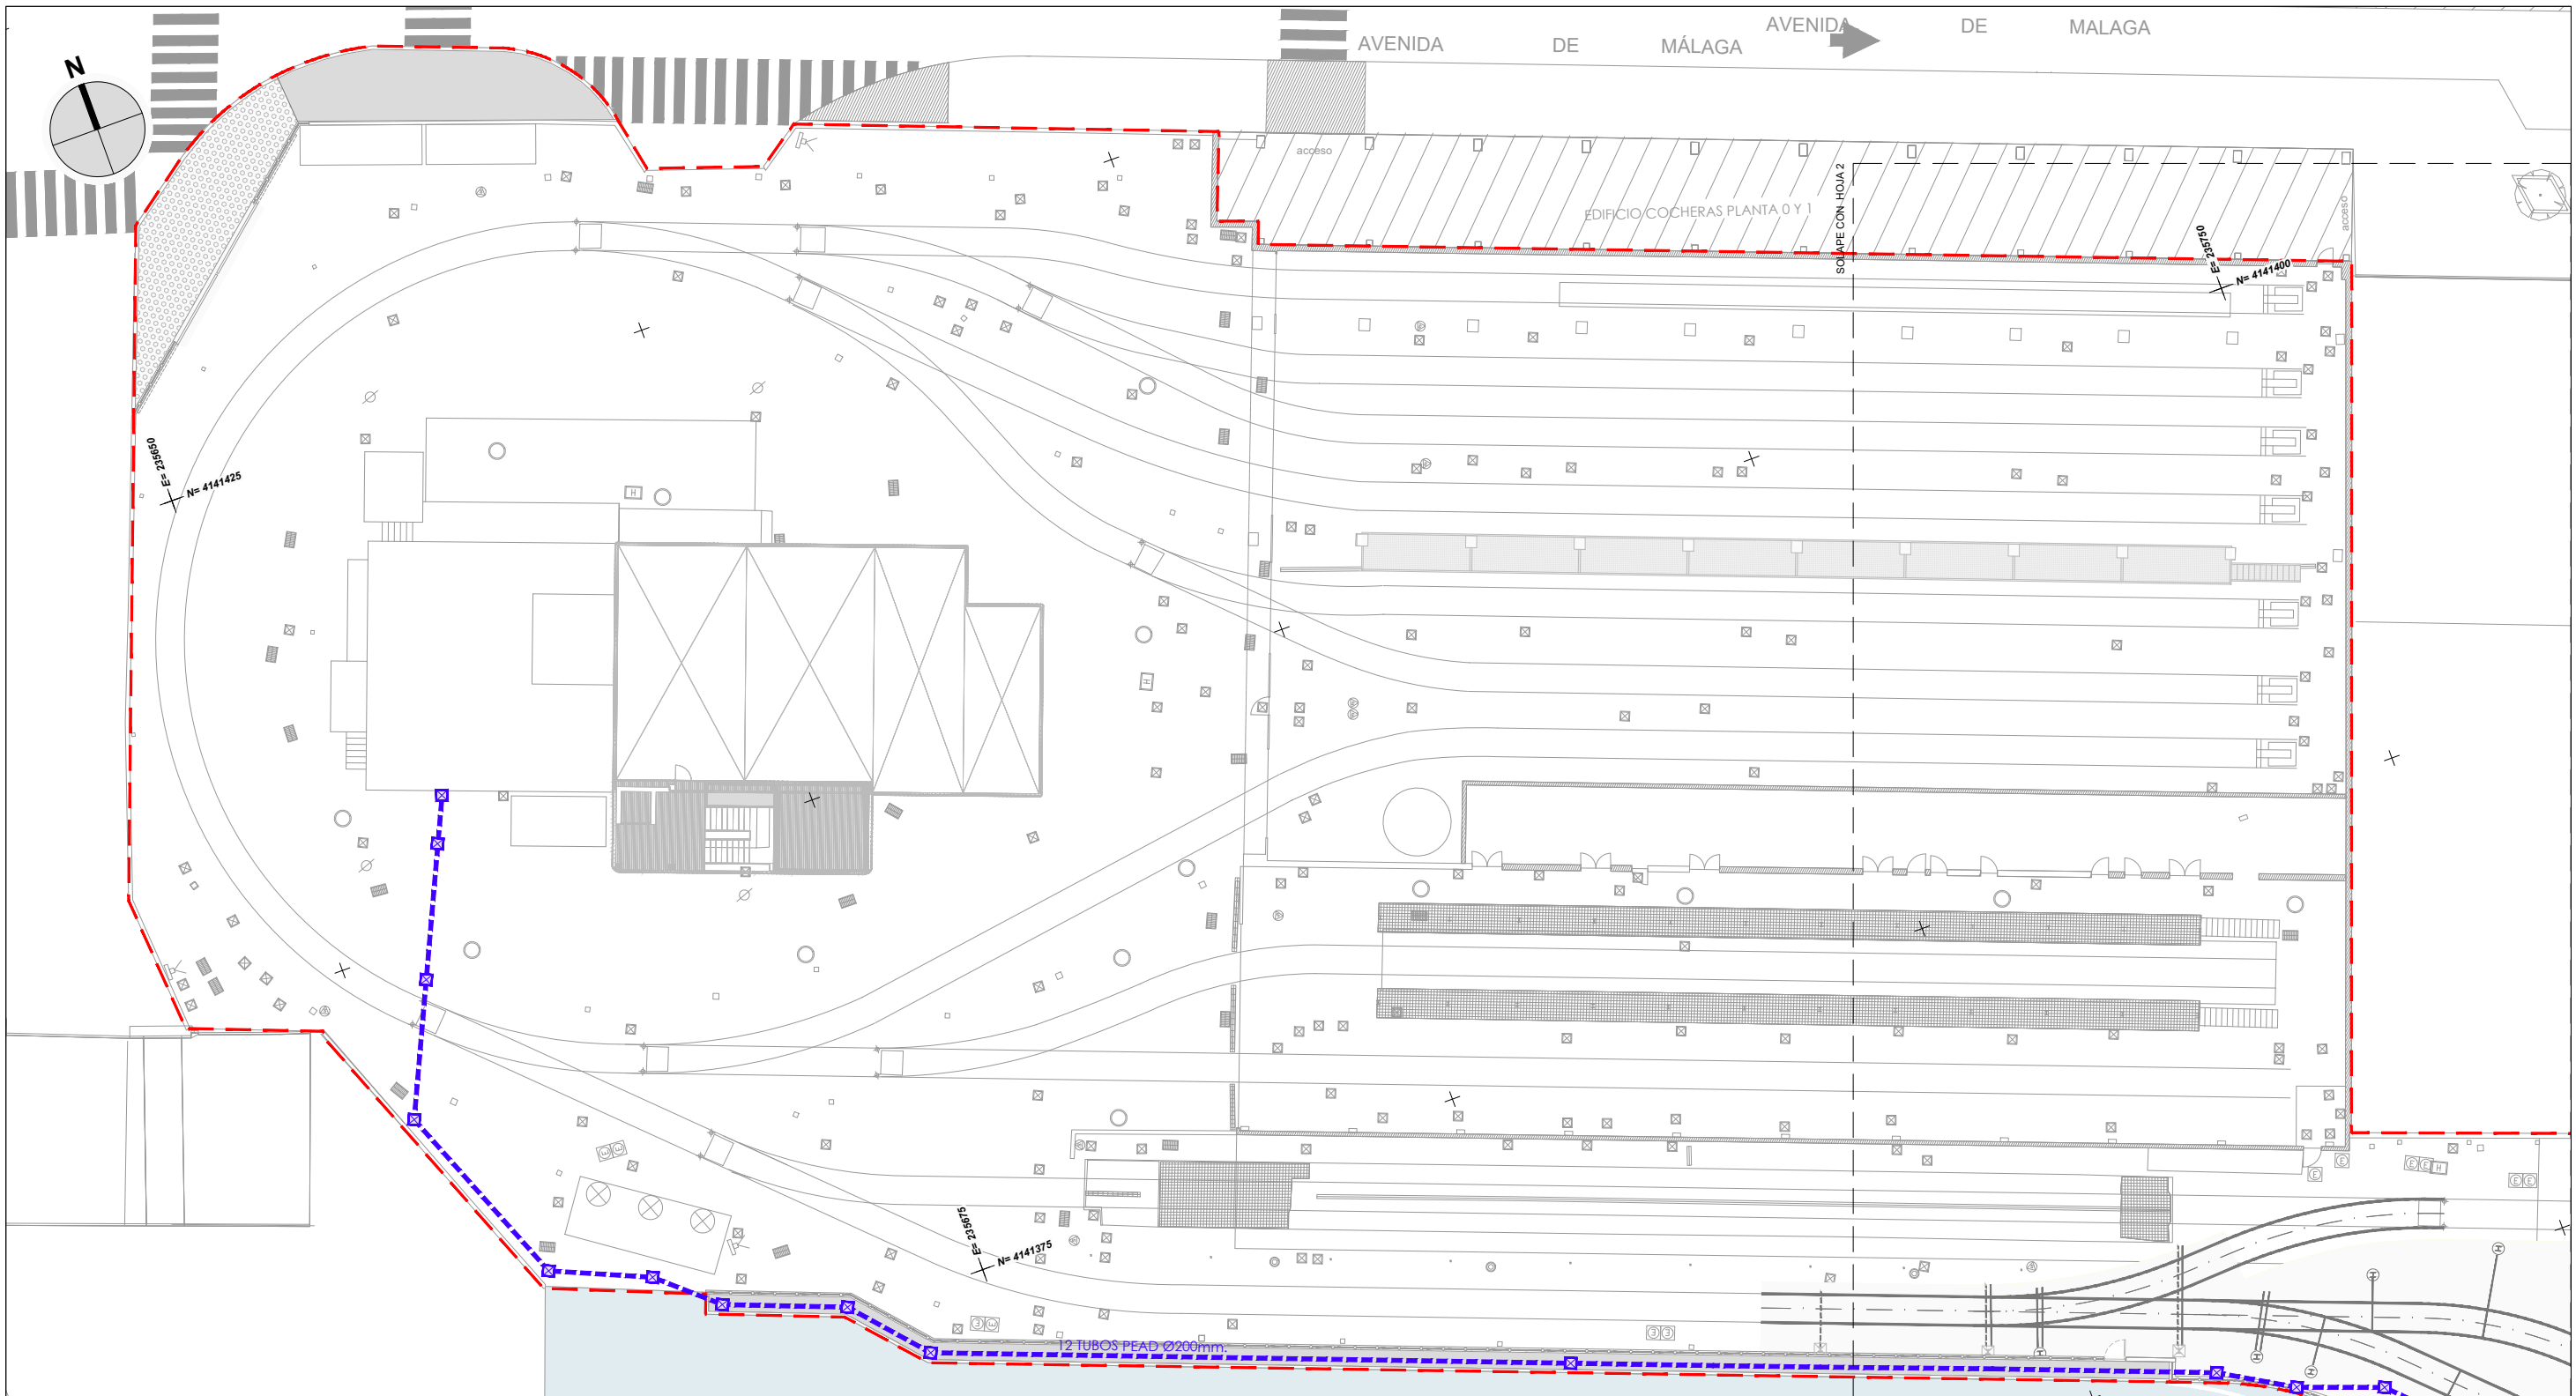 AVENIDA DE MÁLAGA
AVENIDA DE MALAGA
N
acceso
SOLAPE CON HOJA 2
EDIFICIO COCHERAS PLANTA 0 Y 1
acceso
E= 235750
N= 4141400
E= 235650
N= 4141425
H
H
E= 235675
N= 4141375
H
12 TUBOS PEAD Ø200mm.
H
H
H
H
H